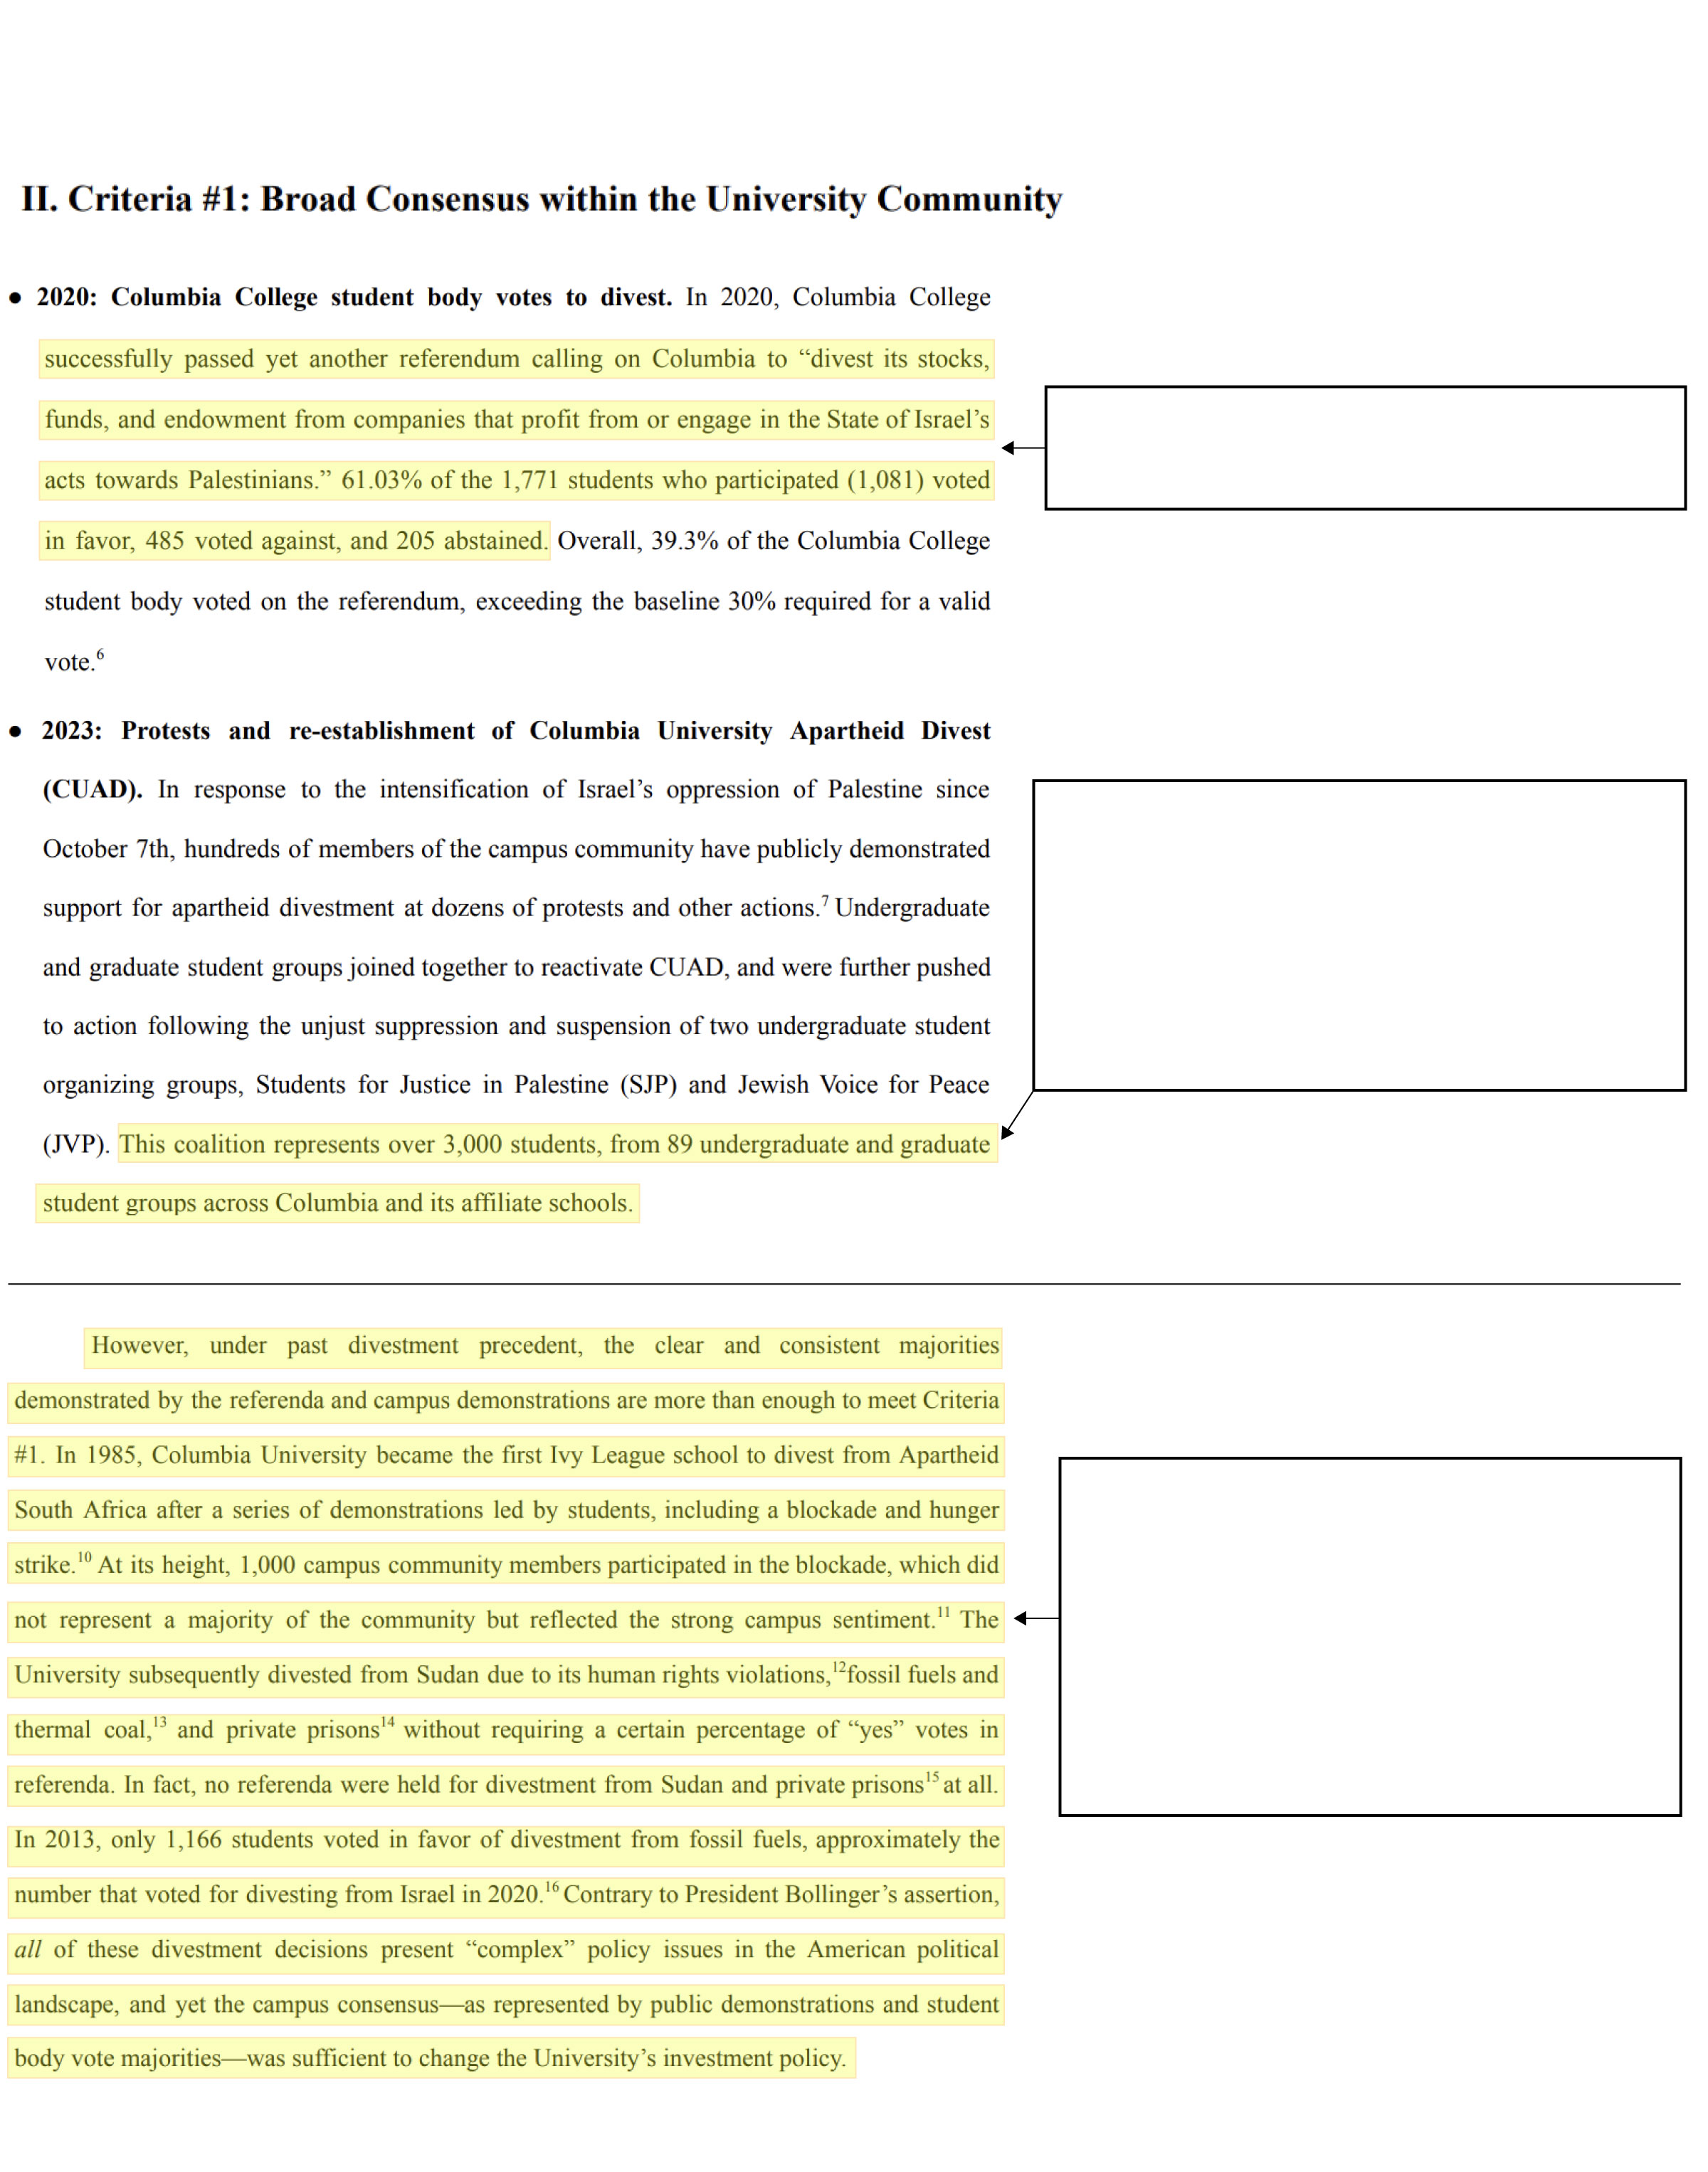 II. Criteria #1: Broad Consensus within the University Community
● 2020: Columbia College student body votes to divest. In 2020, Columbia College
successfully passed yet another referendum calling on Columbia to “divest its stocks,
funds, and endowment from companies that profit from or engage in the State of Israel’s
acts towards Palestinians.” 61.03% of the 1,771 students who participated (1,081) voted
in favor, 485 voted against, and 205 abstained. Overall, 39.3% of the Columbia College
student body voted on the referendum, exceeding the baseline 30% required for a valid
vote.6
● 2023: Protests and re-establishment of Columbia University Apartheid Divest
(CUAD). In response to the intensification of Israel’s oppression of Palestine since
October 7th, hundreds of members of the campus community have publicly demonstrated
support for apartheid divestment at dozens of protests and other actions.7 Undergraduate
and graduate student groups joined together to reactivate CUAD, and were further pushed
to action following the unjust suppression and suspension of two undergraduate student
organizing groups, Students for Justice in Palestine (SJP) and Jewish Voice for Peace
(JVP). This coalition represents over 3,000 students, from 89 undergraduate and graduate
student groups across Columbia and its affiliate schools.
However, under past divestment precedent, the clear and consistent majorities
demonstrated by the referenda and campus demonstrations are more than enough to meet Criteria
#1. In 1985, Columbia University became the first Ivy League school to divest from Apartheid
South Africa after a series of demonstrations led by students, including a blockade and hunger
strike.10 At its height, 1,000 campus community members participated in the blockade, which did
not represent a majority of the community but reflected the strong campus sentiment.11 The
University subsequently divested from Sudan due to its human rights violations,12fossil fuels and
thermal coal,13 and private prisons14 without requiring a certain percentage of “yes” votes in
referenda. In fact, no referenda were held for divestment from Sudan and private prisons15 at all.
In 2013, only 1,166 students voted in favor of divestment from fossil fuels, approximately the
number that voted for divesting from Israel in 2020.16 Contrary to President Bollinger’s assertion,
all of these divestment decisions present “complex” policy issues in the American political
landscape, and yet the campus consensus—as represented by public demonstrations and student
body vote majorities—was sufficient to change the University’s investment policy.